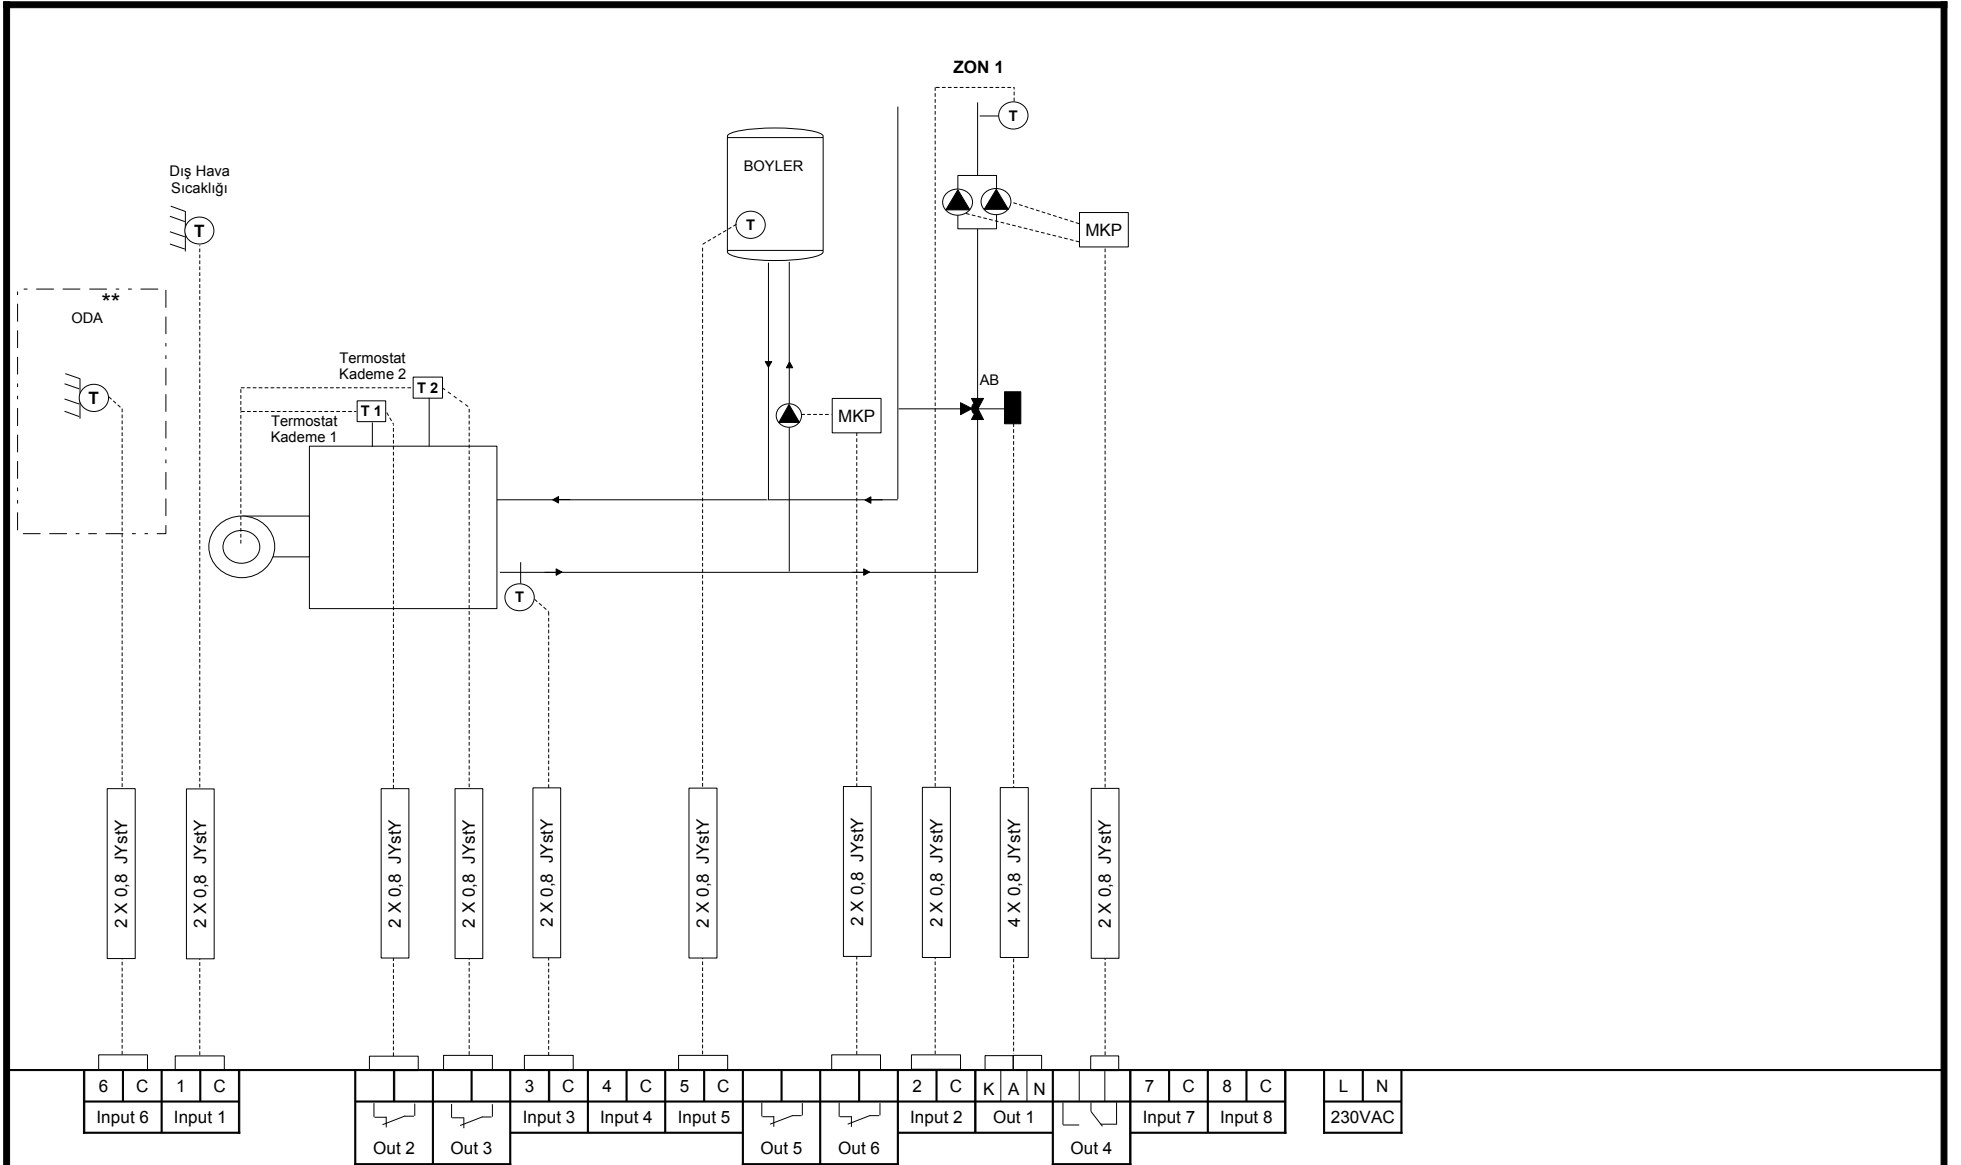 ZON 1
T
BOYLER
T
Dış Hava
Sıcaklığı
T
MKP
**
ODA
T
Termostat
Kademe 2
T 2
T 1
Termostat
Kademe 1
AB
MKP
T
2 X 0,8 JYstY
2 X 0,8 JYstY
2 X 0,8 JYstY
2 X 0,8 JYstY
2 X 0,8 JYstY
2 X 0,8 JYstY
2 X 0,8 JYstY
2 X 0,8 JYstY
4 X 0,8 JYstY
2 X 0,8 JYstY
6 C 1 C 3 C 4 C 5 C 2 C K A N 7 C 8 C L N
Input 6 Input 1 Input 3 Input 4 Input 5 Input 2 Out 1 Input 7 Input 8 230VAC
Out 2 Out 3 Out 5 Out 6 Out 4